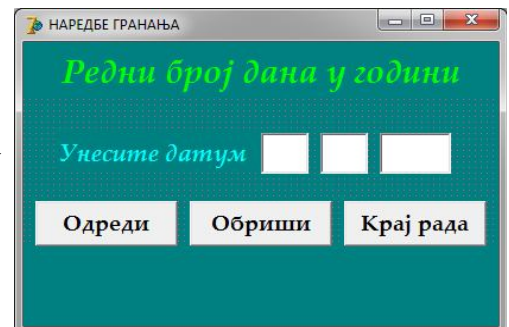 НАРЕДБЕ ГРАНАЊА
Редни број дана у години
Унесите датум
Одреди Обриши Крај рада